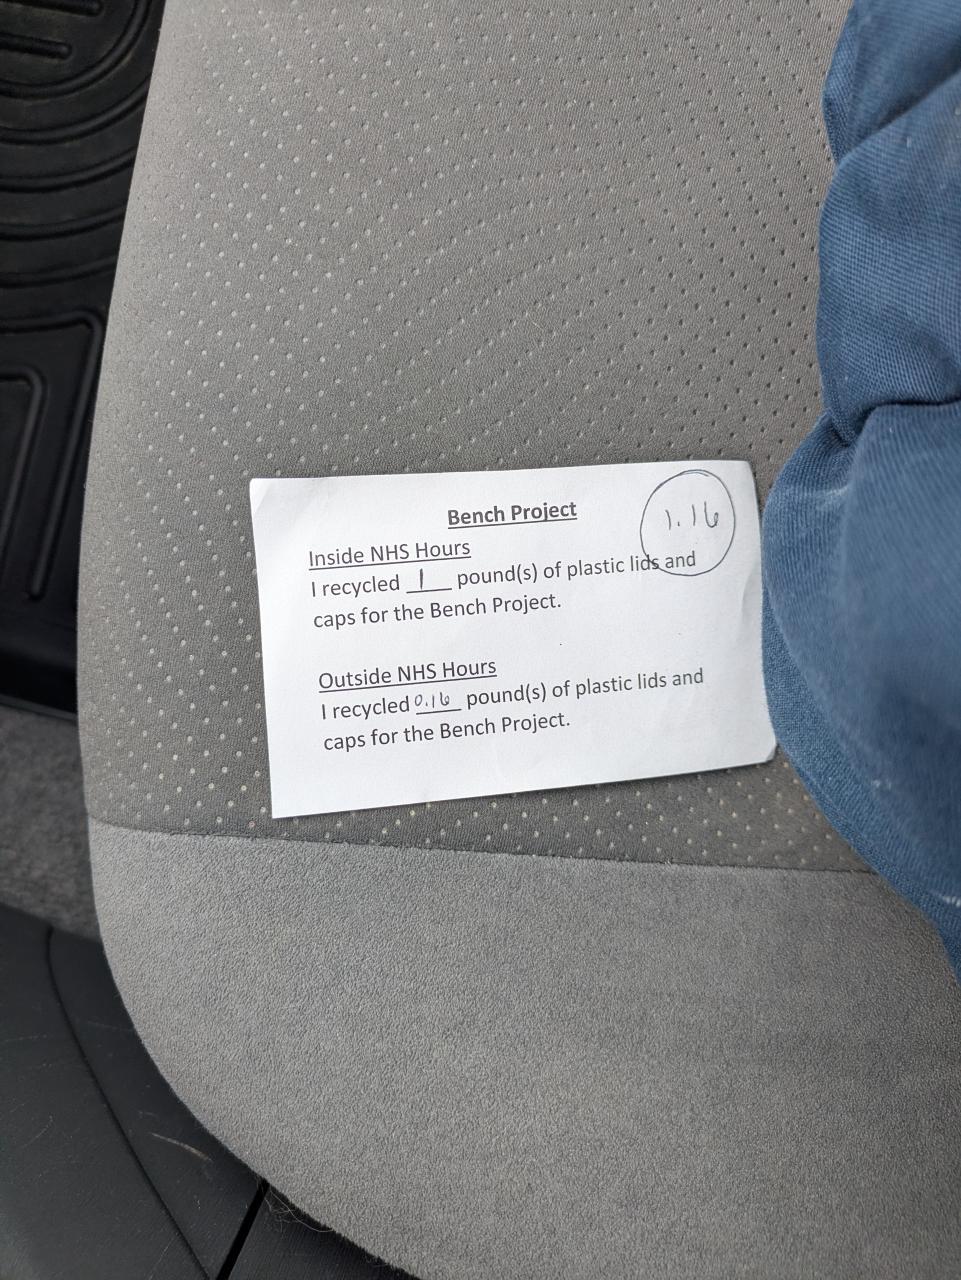 Bench Project
1.16
Inside NHS Hours
I recycled 1 pound(s) of plastic lids and
caps for the Bench Project.
Outside NHS Hours
I recycled 0.16 pound(s) of plastic lids and
caps for the Bench Project.